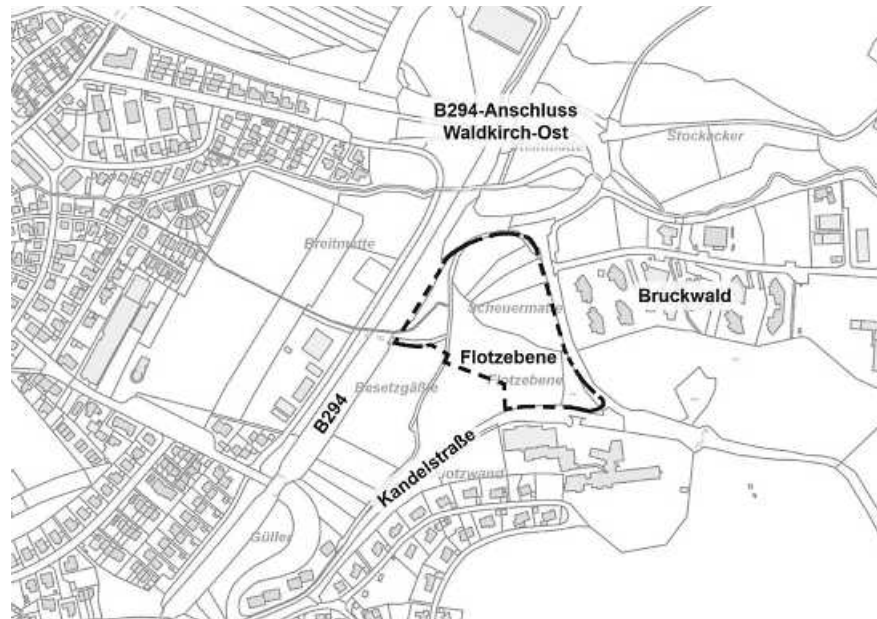 B294-Anschluss
Waldkirch-Ost
Stockacker
Breitmatte
Scheuermatte
Bruckwald
Flotzebene
Flotzebene
Besetzgäßle
B294
Kandelstraße
Güller